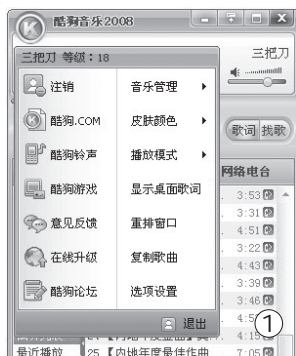 酷狗音乐2008
三把刀 等级：18
三把刀
注销 音乐管理
酷狗.COM 皮肤颜色
歌词 找歌
酷狗铃声 播放模式
网络电台
酷狗游戏 显示桌面歌词
3:53
3:31
意见反馈 重排窗口
4:51
3:22
在线升级 复制歌曲
4:43
3:39
酷狗论坛 选项设置
3:46
退出
4:5
①
最近播放 25 【内地年度最佳作曲 7:05